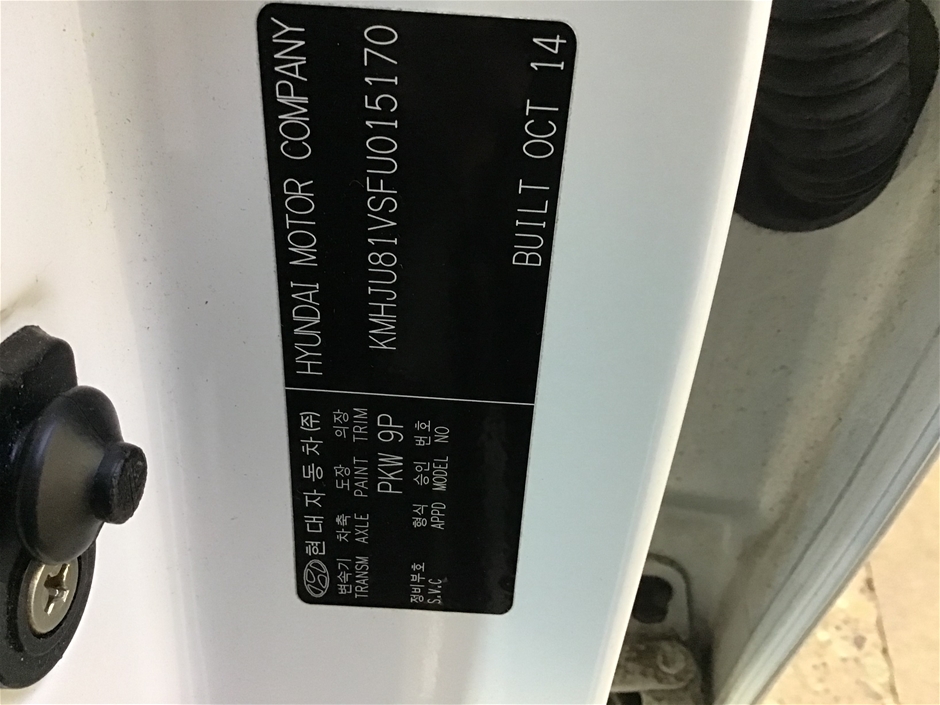 현대자동차(주)
HYUNDAI MOTOR COMPANY
변속기 차축 도장 의장
TRANSM AXLE PAINT TRIM
KMHJU81VSFU015170
PKW 9P
정비부호 형식 승인 번호
S.V.C APPD MODEL NO
BUILT OCT 14